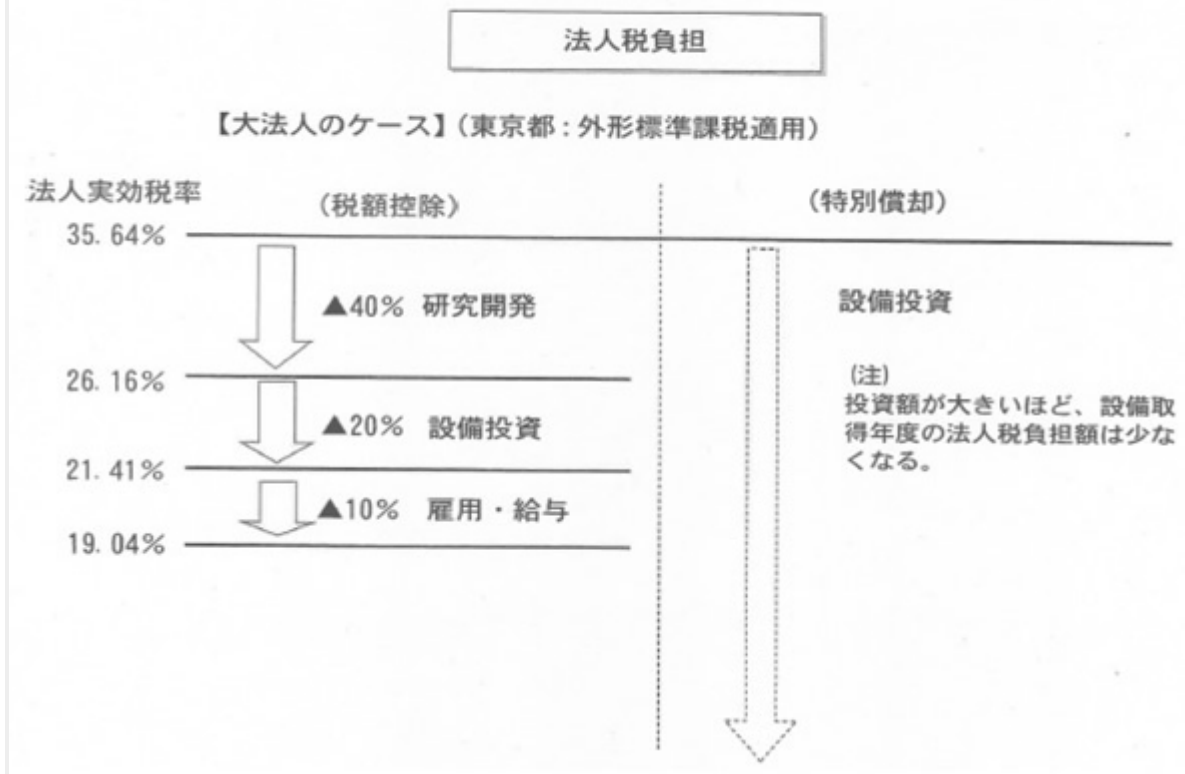 法人税負担
【大法人のケース】（東京都：外形標準課税適用）
法人実効税率
（税額控除）
（特別償却）
35.64%
▲40% 研究開発
設備投資
26.16%
（注）
投資額が大きいほど、設備取
得年度の法人税負担額は少な
くなる。
▲20% 設備投資
21.41%
▲10% 雇用・給与
19.04%